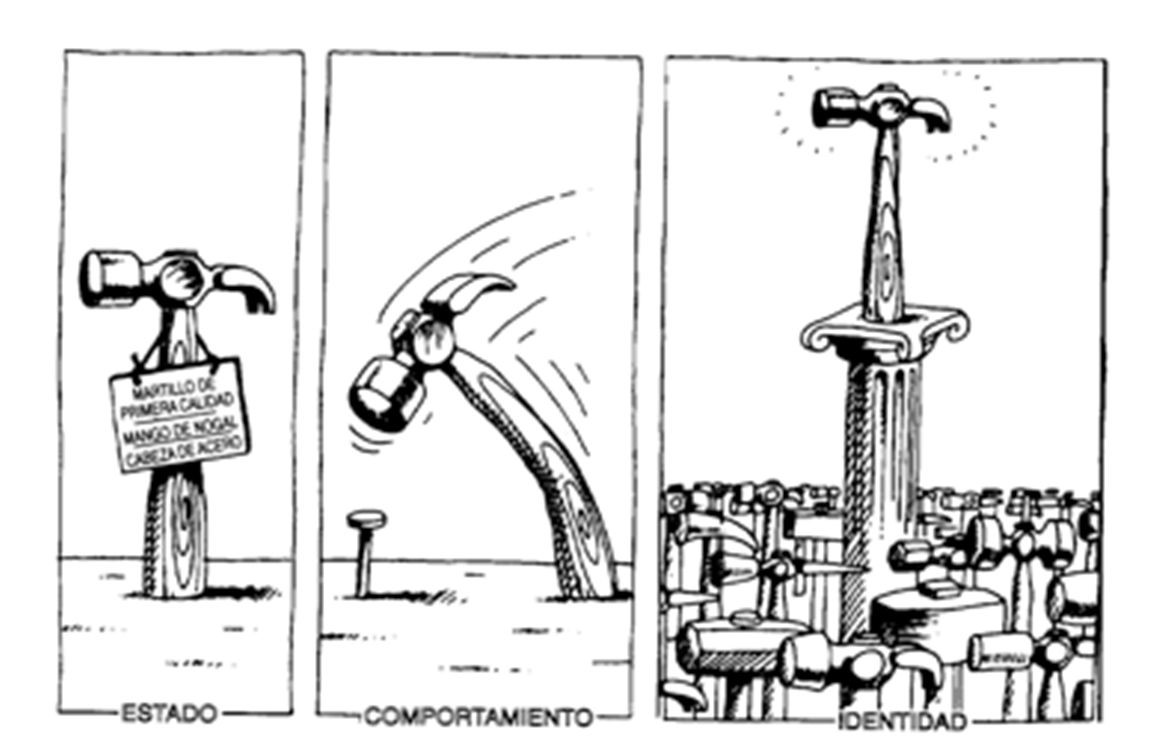 MARTILLO DE
PRIMERA CALIDAD
MANGO DE NOGAL
CABEZA DE ACERO
ESTADO
COMPORTAMIENTO
IDENTIDAD